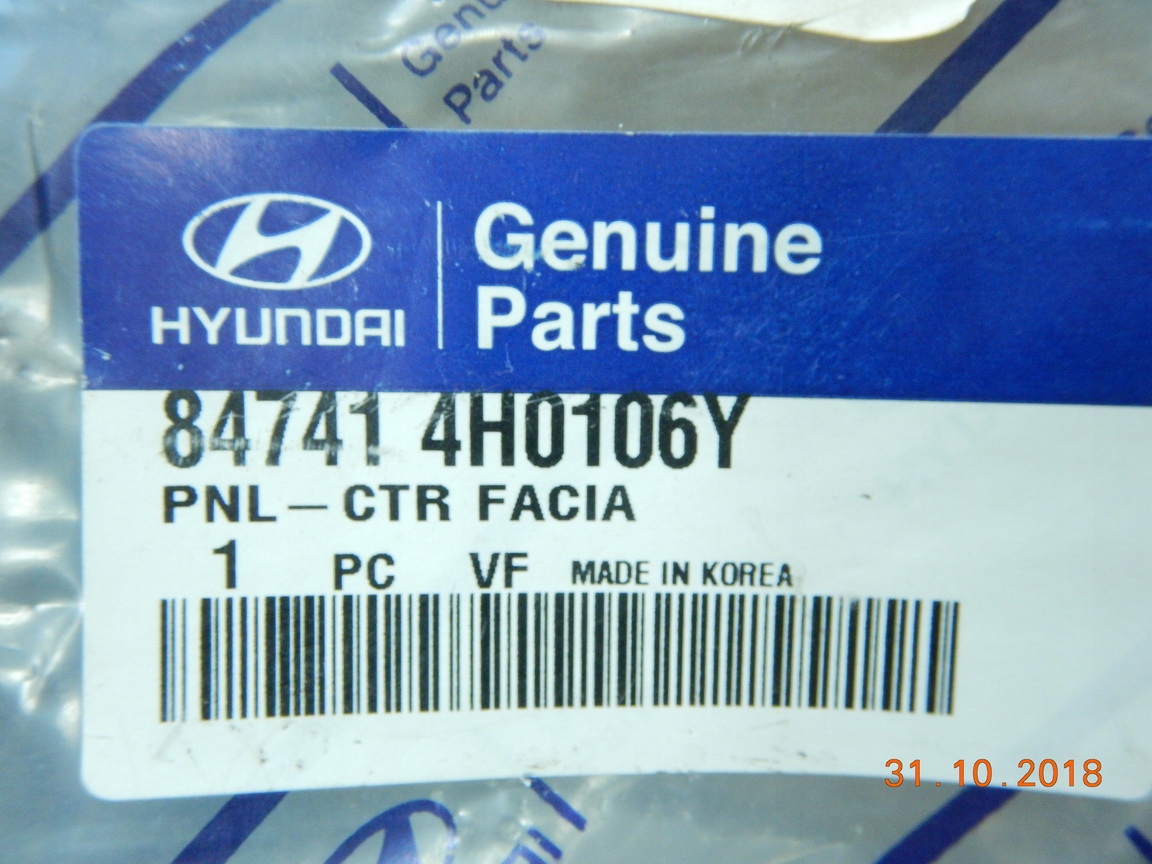 Genu
Parts
HYUNDAI
Genuine
Parts
84741 4H0106Y
PNL-CTR FACIA
1 PC VF MADE IN KOREA
31.10.2018